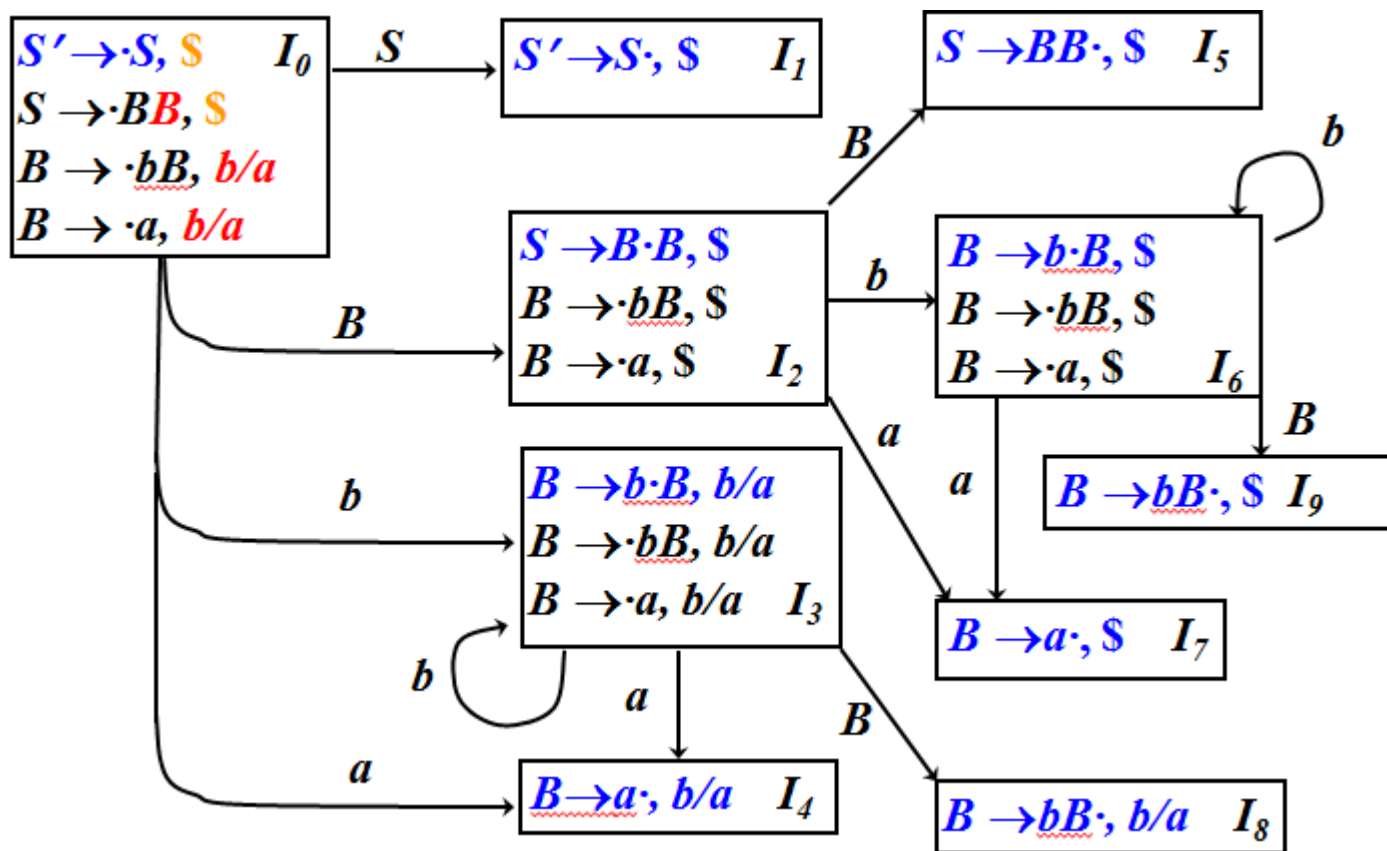 S′ →·S, $ I0
S →·BB, $
B → ·bB, b/a
B → ·a, b/a
S
S′ →S·, $ I1
S →BB·, $ I5
B
b
B
S →B·B, $
B →·bB, $
B →·a, $ I2
b
B →b·B, $
B →·bB, $
B →·a, $ I6
a
a
B
B →bB·, $ I9
b
B →b·B, b/a
B →·bB, b/a
B →·a, b/a I3
B →a·, $ I7
b
a
B
a
B→a·, b/a I4
B →bB·, b/a I8